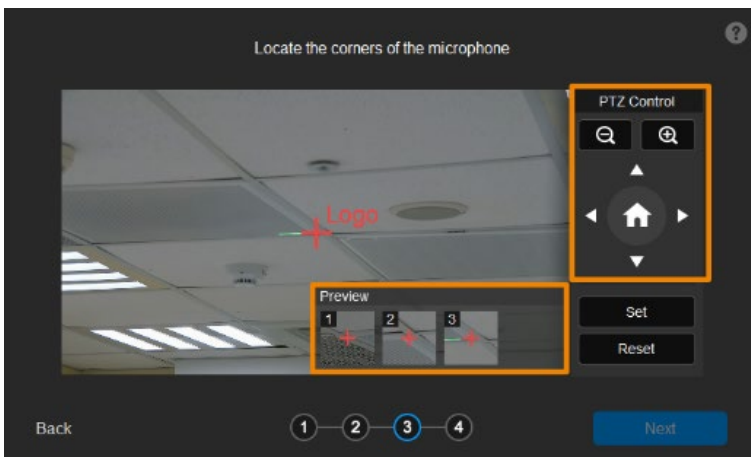 ?
Locate the corners of the microphone
PTZ Control
Logo
Preview
1 2 3
Set
Reset
Back
1 2 3 4
Next